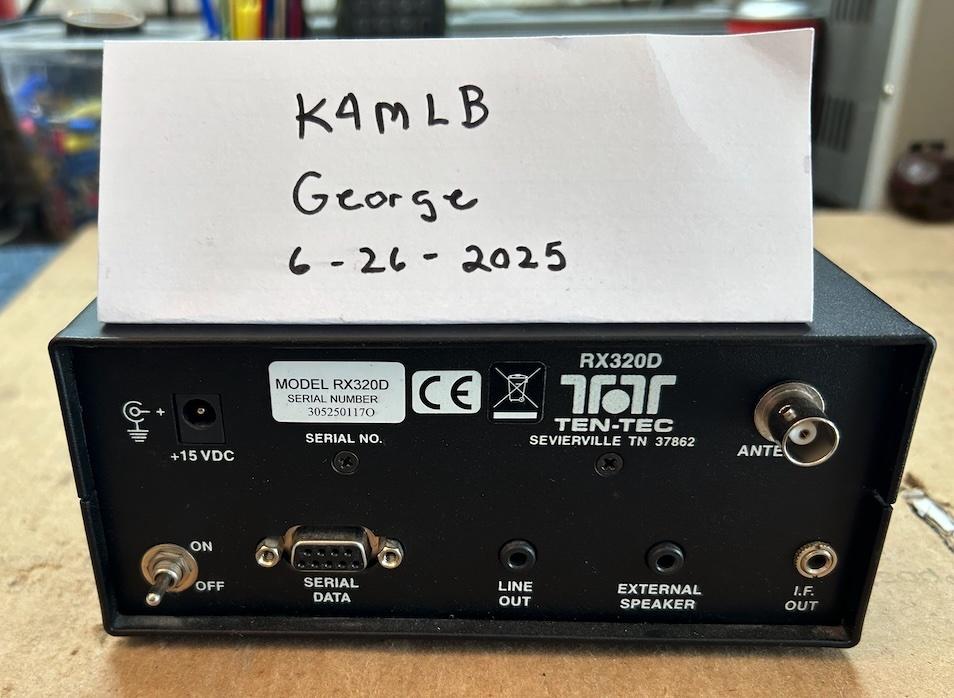 K4MLB
George
6-26-2025
RX320D
MODEL RX320D
SERIAL NUMBER
305250117O
CE
TEN-TEC
SEVIERVILLE TN 37862
SERIAL NO.
+
+15 VDC
ANTE
ON
OFF
SERIAL
DATA
LINE
OUT
EXTERNAL
SPEAKER
I.F.
OUT